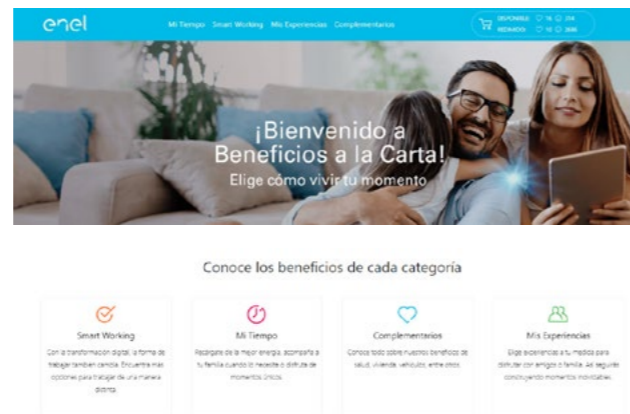 enel
Mi Tiempo Smart Working Mis Experiencias Complementarios
DISPONIBLE: 16
REDIMIDO: 10
¡Bienvenido a
Beneficios a la Carta!
Elige cómo vivir tu momento
Conoce los beneficios de cada categoría
Smart Working
Con la transformación digital, la forma de
trabajar también cambia. Encuentra más
opciones para trabajar de una manera
distinta.
Mi Tiempo
Recárgate de la mejor energía, acompaña a
tu familia cuando lo necesite o disfruta de
momentos únicos.
Complementarios
Conoce todo sobre nuestros beneficios de
salud, vivienda, vehículos, entre otros.
Mis Experiencias
Elige experiencias a tu medida para
disfrutar con amigos o familia. Así seguirás
construyendo momentos inolvidables.